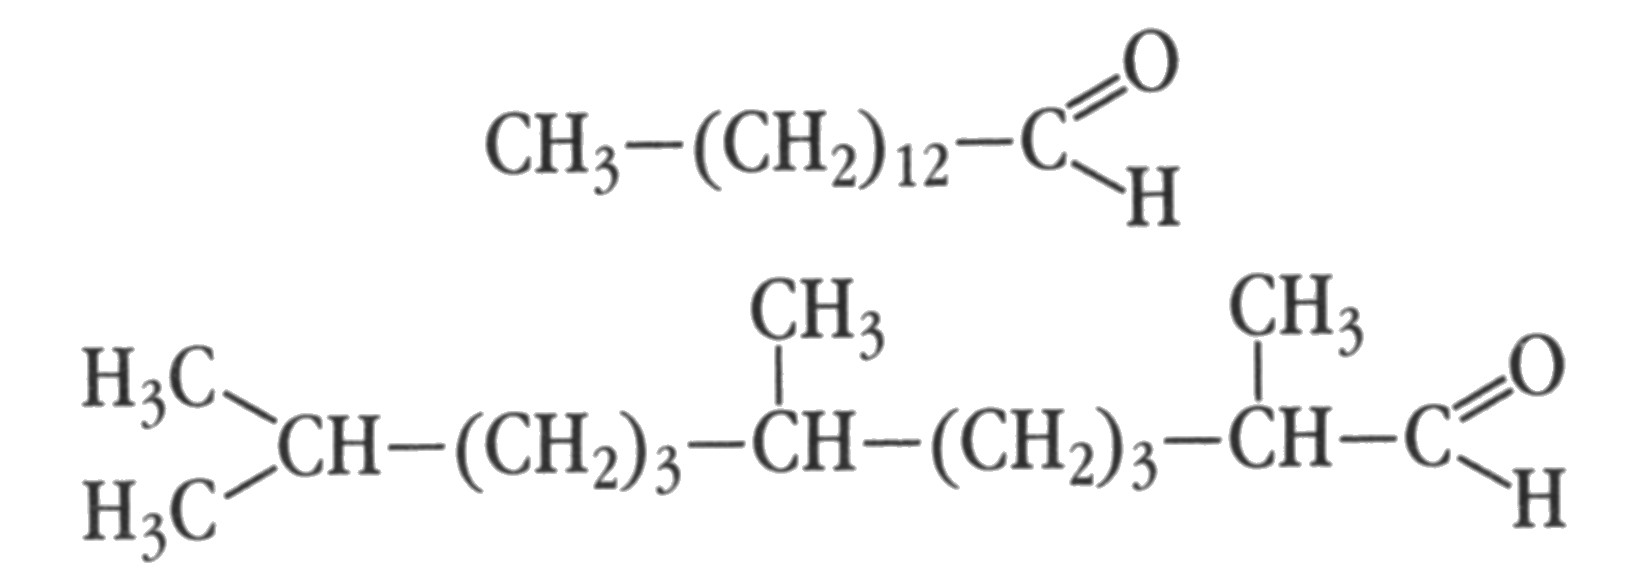 CH₃—(CH₂)₁₂—C
O
H
CH₃ CH₃
H₃C
H₃C
CH—(CH₂)₃—CH—(CH₂)₃—CH—C
O
H